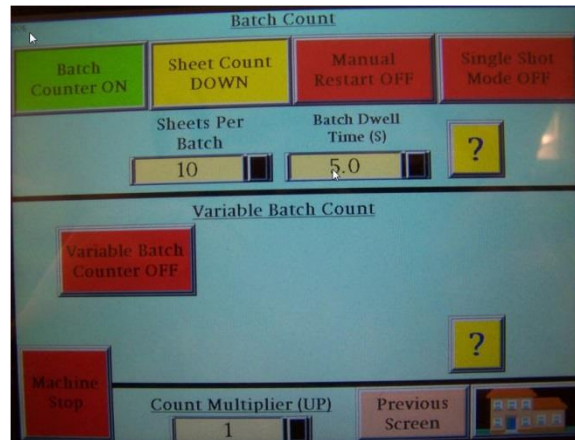 Batch Count
Batch
Counter ON
Sheet Count
DOWN
Manual
Restart OFF
Single Shot
Mode OFF
Sheets Per
Batch
10
Batch Dwell
Time (S)
5.0
?
Variable Batch Count
Variable Batch
Counter OFF
?
Machine
Stop
Count Multiplier (UP)
1
Previous
Screen